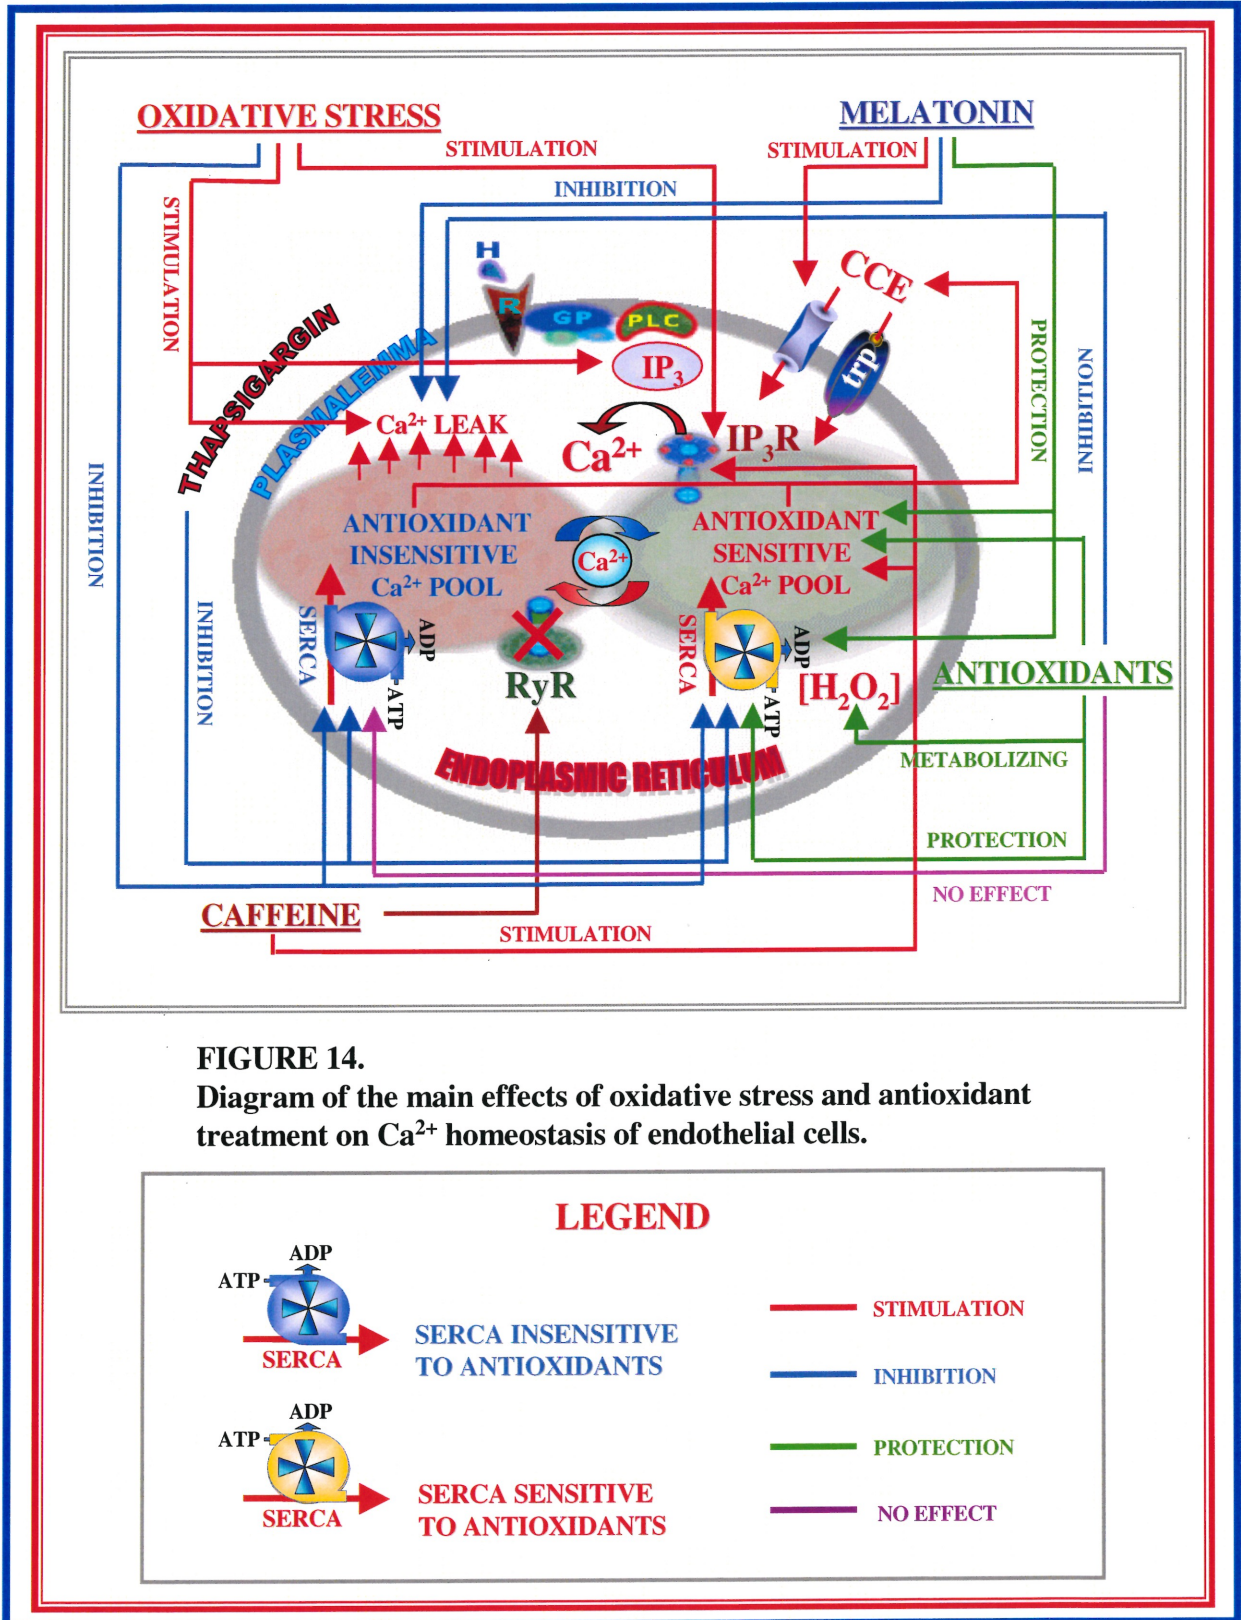 OXIDATIVE STRESS
MELATONIN
STIMULATION
STIMULATION
INHIBITION
STIMULATION
H
R
GP
PLC
IP₃
CCE
trp
THAPSIGARGIN
PLASMALEMMA
PROTECTION
INHIBITION
Ca²⁺ LEAK
Ca²⁺
IP₃R
INHIBITION
ANTIOXIDANT
INSENSITIVE
Ca²⁺ POOL
Ca²⁺
ANTIOXIDANT
SENSITIVE
Ca²⁺ POOL
INHIBITION
SERCA
ADP
ATP
RyR
SERCA
ADP
ATP
[H₂O₂]
ANTIOXIDANTS
ENDOPLASMIC RETICULUM
METABOLIZING
PROTECTION
NO EFFECT
CAFFEINE
STIMULATION
FIGURE 14.
Diagram of the main effects of oxidative stress and antioxidant
treatment on Ca²⁺ homeostasis of endothelial cells.
LEGEND
ADP
ATP
SERCA
SERCA INSENSITIVE
TO ANTIOXIDANTS
ADP
ATP
SERCA
SERCA SENSITIVE
TO ANTIOXIDANTS
STIMULATION
INHIBITION
PROTECTION
NO EFFECT